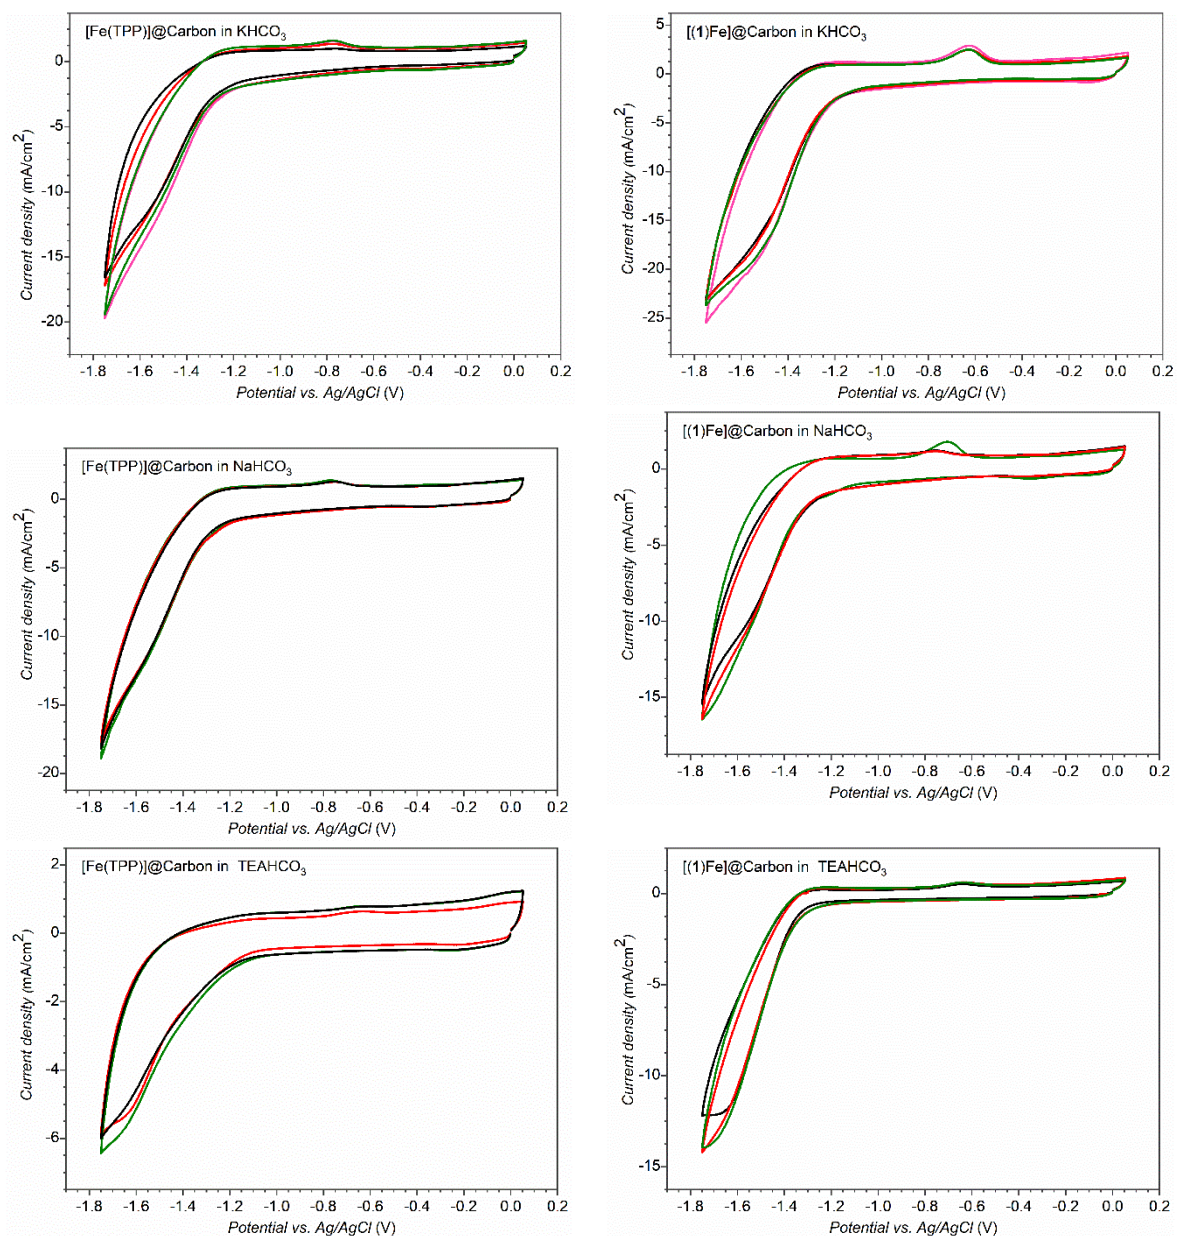 [Fe(TPP)]@Carbon in KHCO3
5
0
-5
-10
-15
-20
Current density (mA/cm2)
-1.8 -1.6 -1.4 -1.2 -1.0 -0.8 -0.6 -0.4 -0.2 0.0 0.2
Potential vs. Ag/AgCl (V)
[(1)Fe]@Carbon in KHCO3
5
0
-5
-10
-15
-20
-25
Current density (mA/cm2)
-1.8 -1.6 -1.4 -1.2 -1.0 -0.8 -0.6 -0.4 -0.2 0.0 0.2
Potential vs. Ag/AgCl (V)
[Fe(TPP)]@Carbon in NaHCO3
0
-5
-10
-15
-20
Current density (mA/cm2)
-1.8 -1.6 -1.4 -1.2 -1.0 -0.8 -0.6 -0.4 -0.2 0.0 0.2
Potential vs. Ag/AgCl (V)
[(1)Fe]@Carbon in NaHCO3
0
-5
-10
-15
Current density (mA/cm2)
-1.8 -1.6 -1.4 -1.2 -1.0 -0.8 -0.6 -0.4 -0.2 0.0 0.2
Potential vs. Ag/AgCl (V)
[Fe(TPP)]@Carbon in TEAHCO3
2
0
-2
-4
-6
Current density (mA/cm2)
-1.8 -1.6 -1.4 -1.2 -1.0 -0.8 -0.6 -0.4 -0.2 0.0 0.2
Potential vs. Ag/AgCl (V)
[(1)Fe]@Carbon in TEAHCO3
0
-5
-10
-15
Current density (mA/cm2)
-1.8 -1.6 -1.4 -1.2 -1.0 -0.8 -0.6 -0.4 -0.2 0.0 0.2
Potential vs. Ag/AgCl (V)